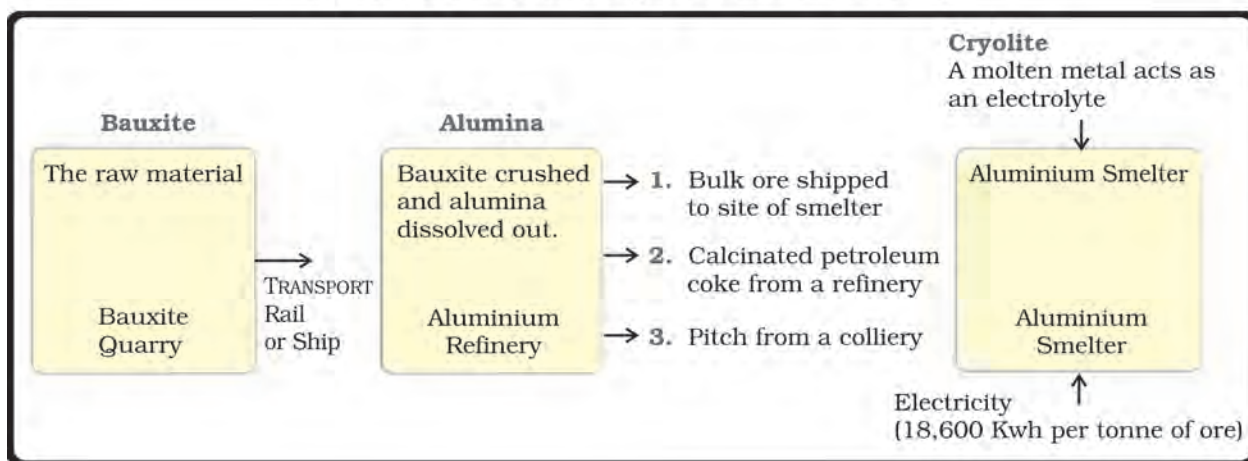 Bauxite
The raw material
Bauxite
Quarry
TRANSPORT
Rail
or Ship
Alumina
Bauxite crushed
and alumina
dissolved out.
Aluminium
Refinery
1. Bulk ore shipped
to site of smelter
2. Calcinated petroleum
coke from a refinery
3. Pitch from a colliery
Cryolite
A molten metal acts as
an electrolyte
Aluminium Smelter
Aluminium
Smelter
Electricity
(18,600 Kwh per tonne of ore)